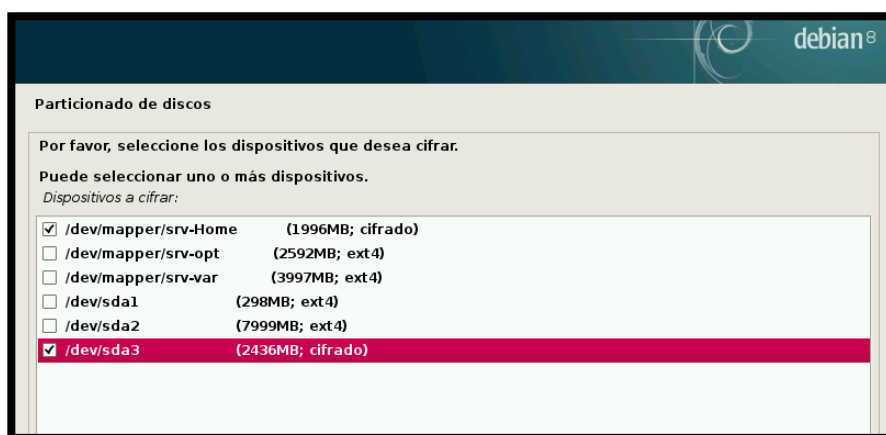 debian 8
Particionado de discos
Por favor, seleccione los dispositivos que desea cifrar.
Puede seleccionar uno o más dispositivos.
Dispositivos a cifrar:
/dev/mapper/srv-Home (1996MB; cifrado)
/dev/mapper/srv-opt (2592MB; ext4)
/dev/mapper/srv-var (3997MB; ext4)
/dev/sda1 (298MB; ext4)
/dev/sda2 (7999MB; ext4)
/dev/sda3 (2436MB; cifrado)